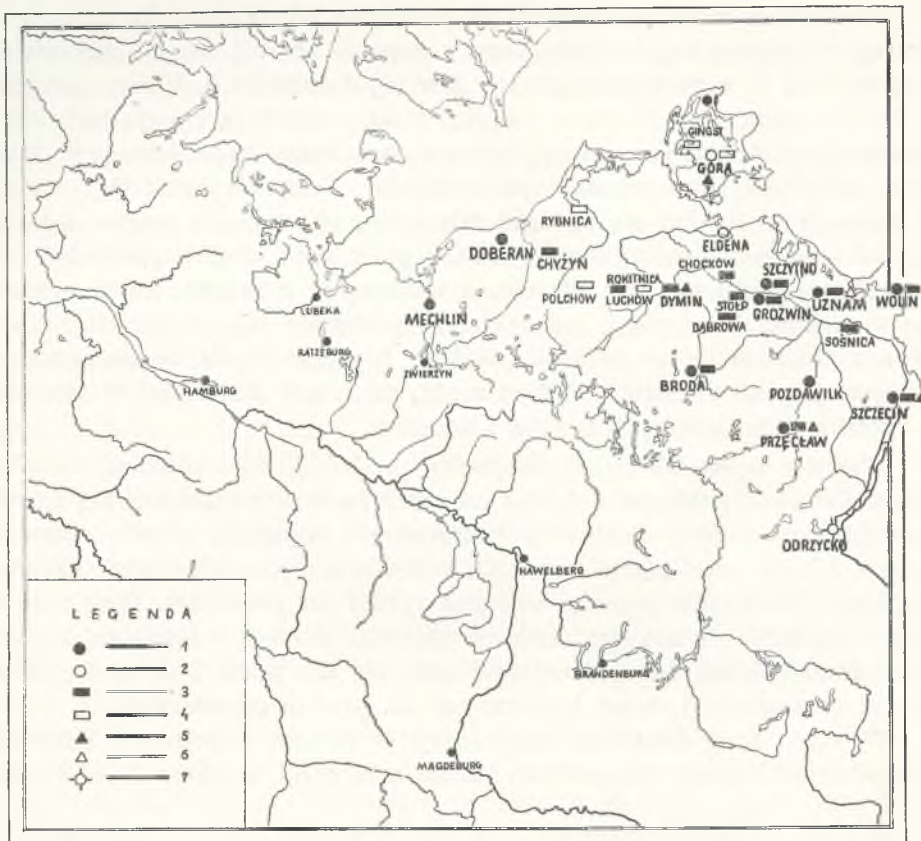 GINGST
GÓRA
RYBNICA
ELDENA
DOBERAN
CHYŻYN
CHOCKÓW
SZCZYTNO
ROKITNICA
POLCHÓW
LUCHÓW
DYMIN
STOŁP
GROZWIN
UZNAM
WOLIN
LUBEKA
MECHLIN
DĄBROWA
SOŚNICA
RATZEBURG
ZWIERZYN
BRODA
POZDAWILK
HAMBURG
SZCZECIN
PRZECŁAW
ODRZYCKO
HAWELBERG
BRANDENBURG
MAGDEBURG
LEGENDA
1
2
3
4
5
6
7